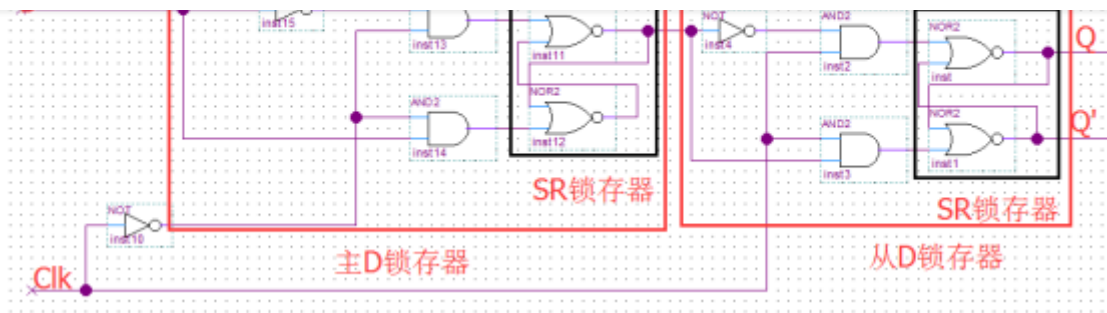 NOT
AND2
Q
inst15
inst13
inst11
inst4
inst2
NOR2
inst
NOR2
AND2
AND2
NOR2
Q'
inst14
inst12
inst3
inst1
SR锁存器
SR锁存器
NOT
inst10
主D锁存器
从D锁存器
Clk